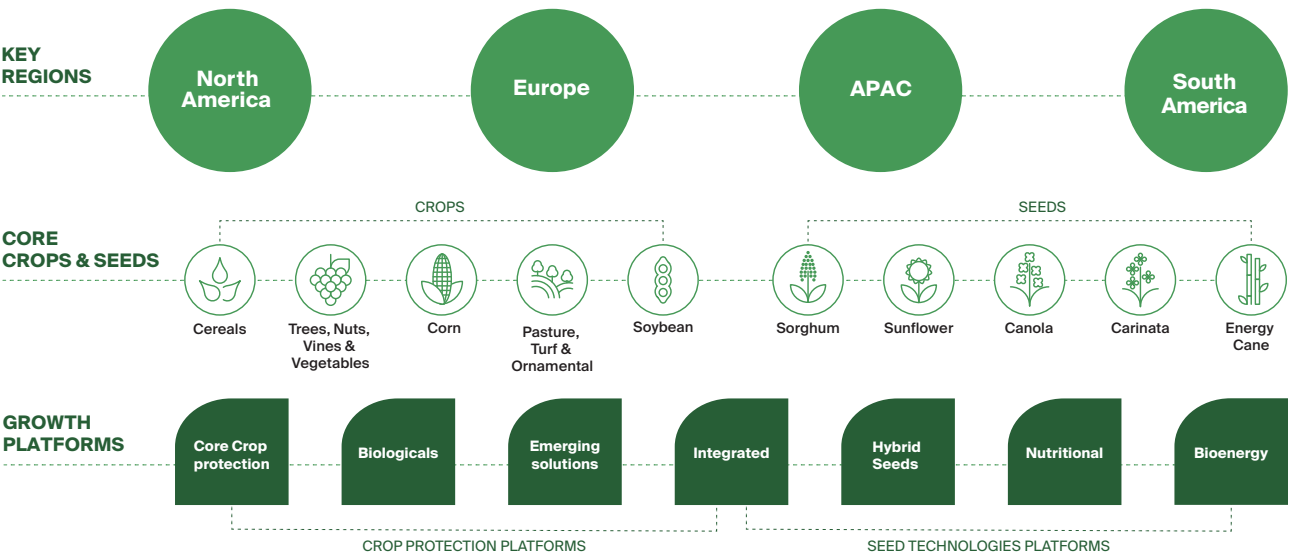 KEY
REGIONS
North
America
Europe
APAC
South
America
CROPS
SEEDS
CORE
CROPS & SEEDS
Cereals
Trees, Nuts,
Vines &
Vegetables
Corn
Pasture,
Turf &
Ornamental
Soybean
Sorghum
Sunflower
Canola
Carinata
Energy
Cane
GROWTH
PLATFORMS
Core Crop
protection
Biologicals
Emerging
solutions
Integrated
Hybrid
Seeds
Nutritional
Bioenergy
CROP PROTECTION PLATFORMS
SEED TECHNOLOGIES PLATFORMS